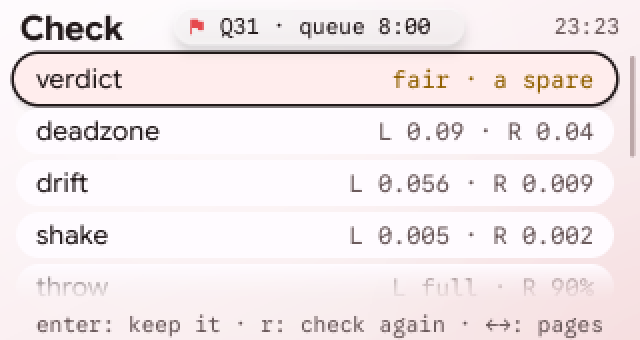 Check
Q31 · queue 8:00
23:23
verdict fair · a spare
deadzone L 0.09 · R 0.04
drift L 0.056 · R 0.009
shake L 0.005 · R 0.002
throw L full · R 90%
enter: keep it · r: check again · ↔: pages